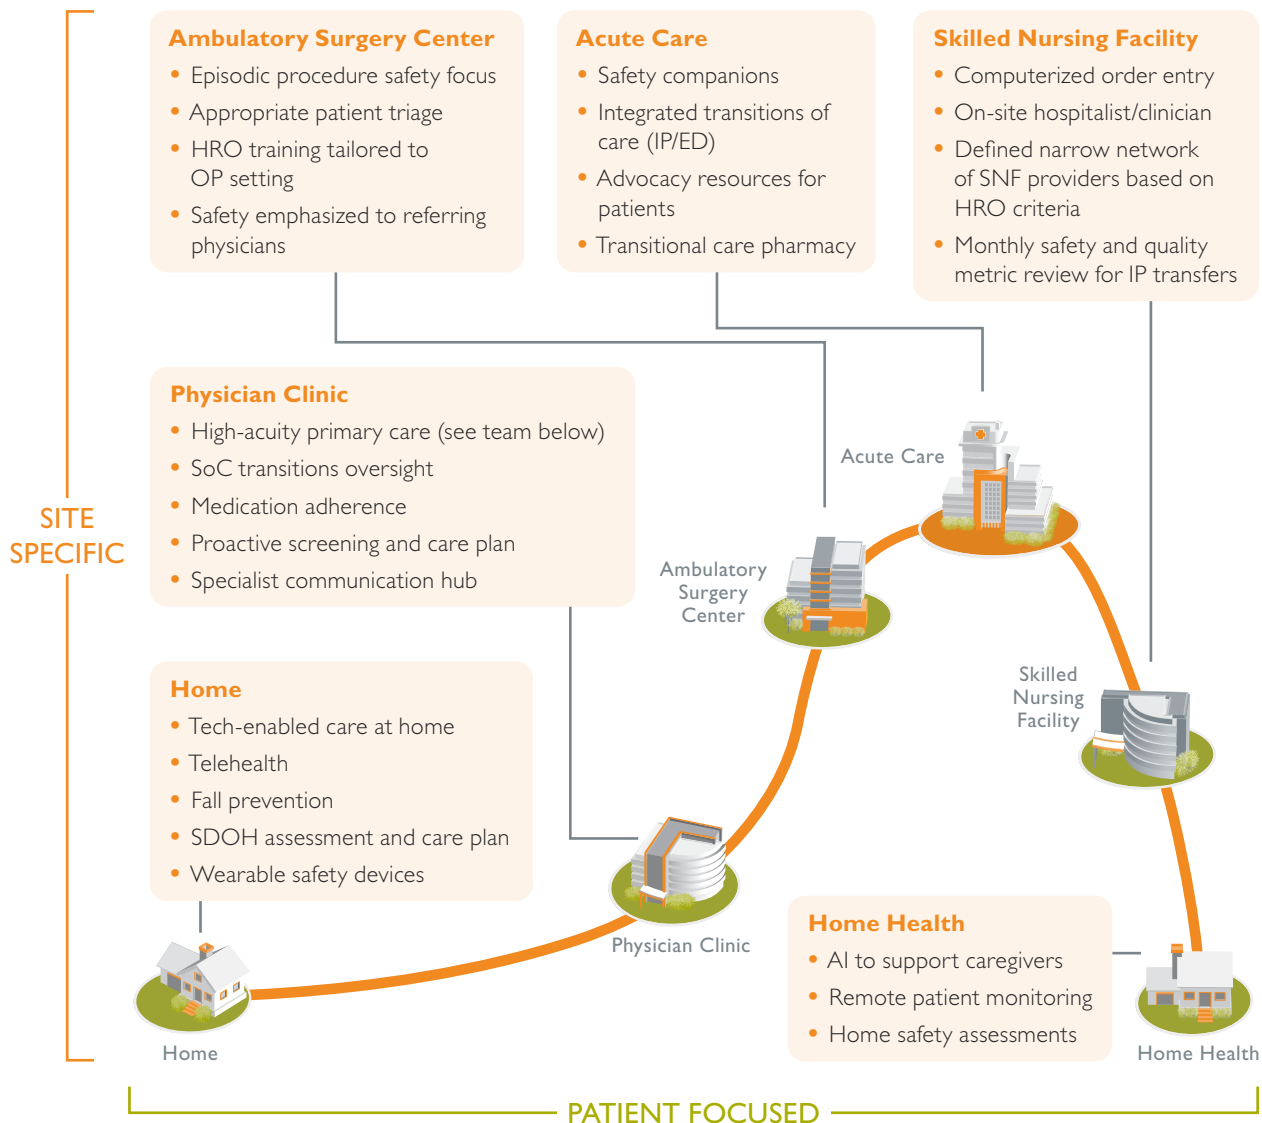 Ambulatory Surgery Center
• Episodic procedure safety focus
• Appropriate patient triage
• HRO training tailored to
OP setting
• Safety emphasized to referring
physicians
Acute Care
• Safety companions
• Integrated transitions of
care (IP/ED)
• Advocacy resources for
patients
• Transitional care pharmacy
Skilled Nursing Facility
• Computerized order entry
• On-site hospitalist/clinician
• Defined narrow network
of SNF providers based on
HRO criteria
• Monthly safety and quality
metric review for IP transfers
Physician Clinic
• High-acuity primary care (see team below)
• SoC transitions oversight
• Medication adherence
• Proactive screening and care plan
• Specialist communication hub
SITE
SPECIFIC
Acute Care
Ambulatory
Surgery
Center
Skilled
Nursing
Facility
Home
• Tech-enabled care at home
• Telehealth
• Fall prevention
• SDOH assessment and care plan
• Wearable safety devices
Physician Clinic
Home Health
• AI to support caregivers
• Remote patient monitoring
• Home safety assessments
Home
Home Health
PATIENT FOCUSED